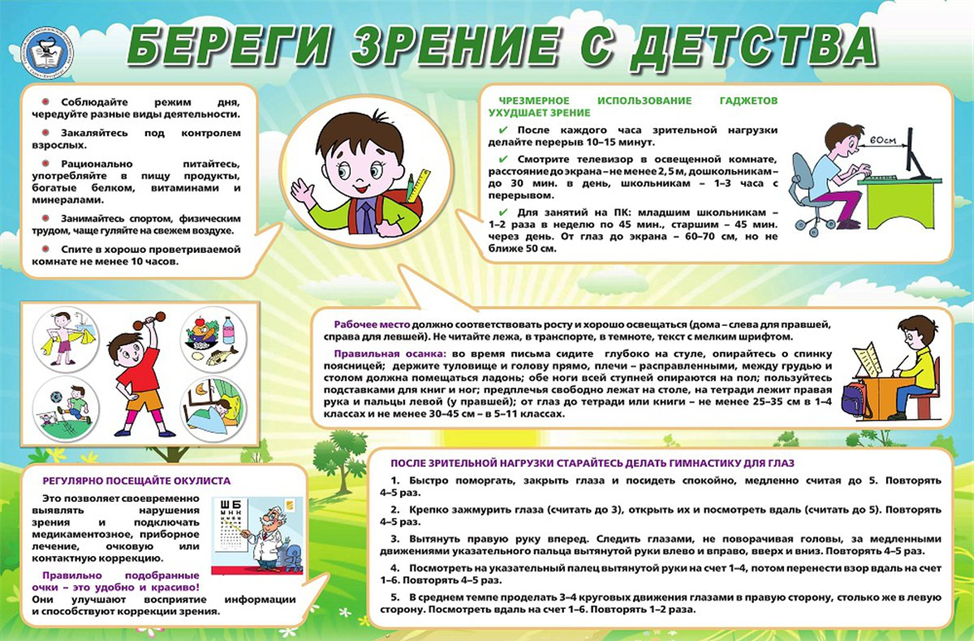 БЕРЕГИ ЗРЕНИЕ С ДЕТСТВА
Соблюдайте режим дня,
чередуйте разные виды деятельности.
Закаляйтесь под контролем
взрослых.
Рационально питайтесь,
употребляйте в пищу продукты,
богатые белком, витаминами и
минералами.
Занимайтесь спортом, физическим
трудом, чаще гуляйте на свежем воздухе.
Спите в хорошо проветриваемой
комнате не менее 10 часов.
ЧРЕЗМЕРНОЕ ИСПОЛЬЗОВАНИЕ ГАДЖЕТОВ
УХУДШАЕТ ЗРЕНИЕ
✔ После каждого часа зрительной нагрузки
делайте перерыв 10–15 минут.
✔ Смотрите телевизор в освещенной комнате,
расстояние до экрана – не менее 2,5 м, дошкольникам –
до 30 мин. в день, школьникам – 1–3 часа с
перерывом.
✔ Для занятий на ПК: младшим школьникам –
1–2 раза в неделю по 45 мин., старшим – 45 мин.
через день. От глаз до экрана – 60–70 см, но не
ближе 50 см.
60см
Рабочее место должно соответствовать росту и хорошо освещаться (дома – слева для правшей,
справа для левшей). Не читайте лежа, в транспорте, в темноте, текст с мелким шрифтом.
Правильная осанка: во время письма сидите глубоко на стуле, опирайтесь о спинку
поясницей; держите туловище и голову прямо, плечи – расправленными, между грудью и
столом должна помещаться ладонь; обе ноги всей ступней опираются на пол; пользуйтесь
подставками для книг и ног; предплечья свободно лежат на столе, на тетради лежит правая
рука и пальцы левой (у правшей); от глаз до тетради или книги – не менее 25–35 см в 1–4
классах и не менее 30–45 см – в 5–11 классах.
РЕГУЛЯРНО ПОСЕЩАЙТЕ ОКУЛИСТА
Это позволяет своевременно
выявлять нарушения
зрения и подключать
медикаментозное, приборное
лечение, очковую или
контактную коррекцию.
Правильно подобранные
очки – это удобно и красиво!
Они улучшают восприятие информации
и способствуют коррекции зрения.
Ш Б
М Н К
ПОСЛЕ ЗРИТЕЛЬНОЙ НАГРУЗКИ СТАРАЙТЕСЬ ДЕЛАТЬ ГИМНАСТИКУ ДЛЯ ГЛАЗ
1. Быстро поморгать, закрыть глаза и посидеть спокойно, медленно считая до 5. Повторять
4–5 раз.
2. Крепко зажмурить глаза (считать до 3), открыть их и посмотреть вдаль (считать до 5). Повторять
4–5 раз.
3. Вытянуть правую руку вперед. Следить глазами, не поворачивая головы, за медленными
движениями указательного пальца вытянутой руки влево и вправо, вверх и вниз. Повторять 4–5 раз.
4. Посмотреть на указательный палец вытянутой руки на счет 1–4, потом перенести взор вдаль на счет
1–6. Повторять 4–5 раз.
5. В среднем темпе проделать 3–4 круговых движения глазами в правую сторону, столько же в левую
сторону. Посмотреть вдаль на счет 1–6. Повторять 1–2 раза.